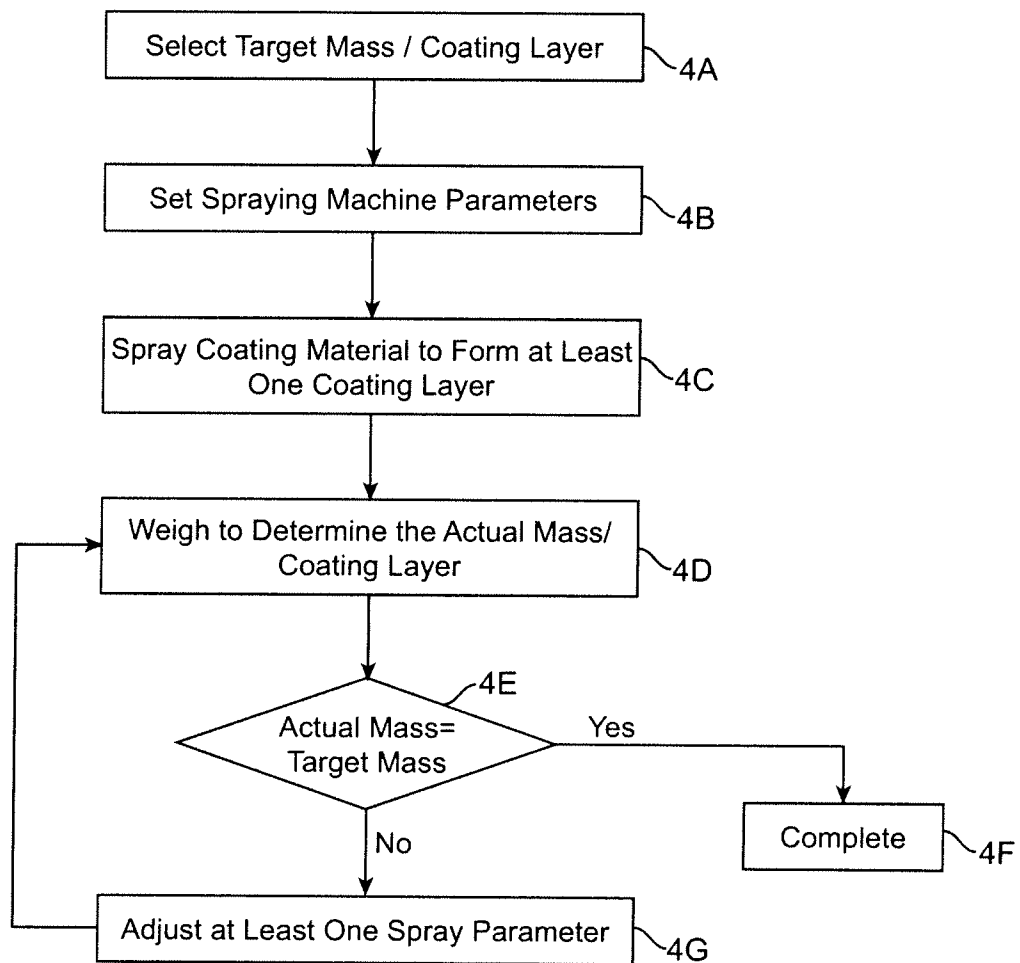 Select Target Mass / Coating Layer
4A
Set Spraying Machine Parameters
4B
Spray Coating Material to Form at Least
One Coating Layer
4C
Weigh to Determine the Actual Mass/
Coating Layer
4D
4E
Actual Mass=
Target Mass
Yes
No
Complete
4F
Adjust at Least One Spray Parameter
4G